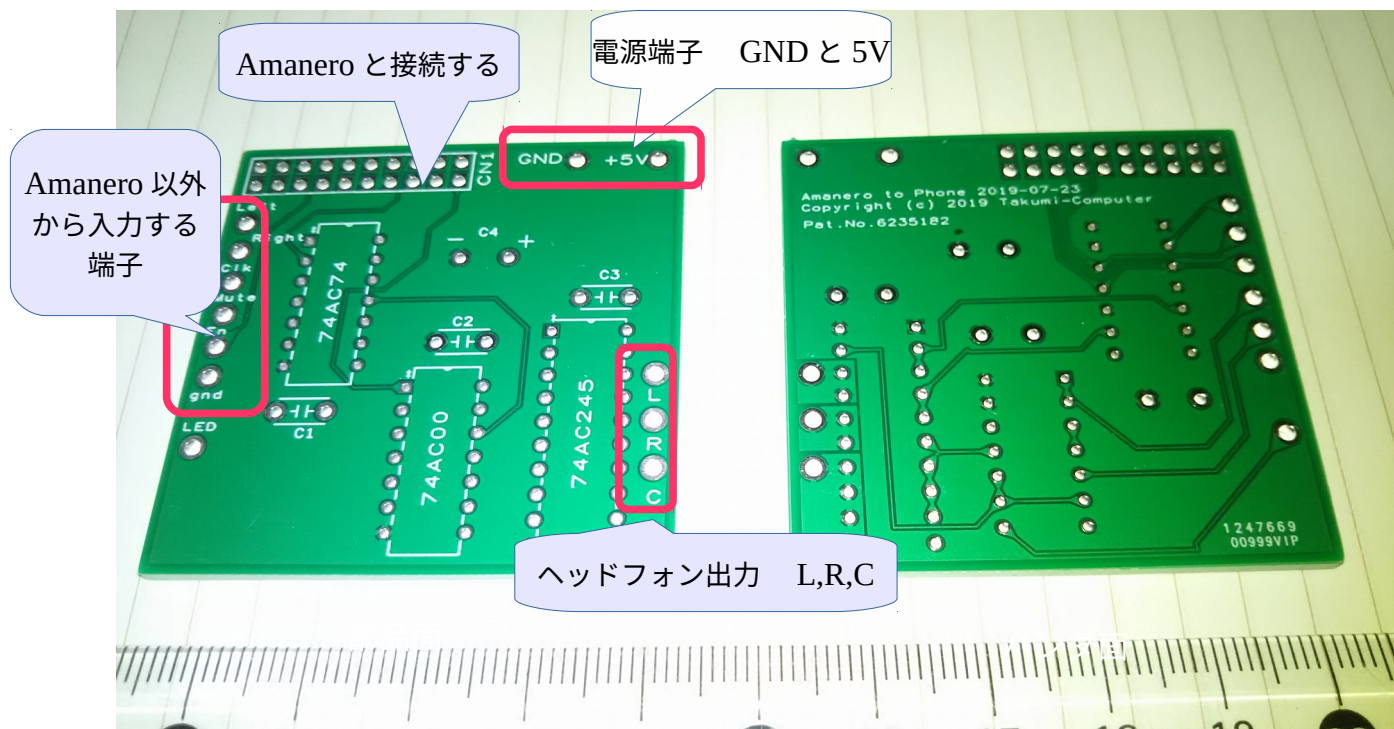 Amanero と接続する
電源端子 GND と 5V
Amanero 以外
から入力する
端子
ヘッドフォン出力 L,R,C
GND +5V
CN1
Left
Right
Clk
Mute
gnd
LED
74AC74
- C4 +
C3
C2
C1
74AC00
74AC245
L
R
C
Amanero to Phone 2019-07-23
Copyright (c) 2019 Takumi-Computer
Pat.No.6235182
1247669
00999VIP